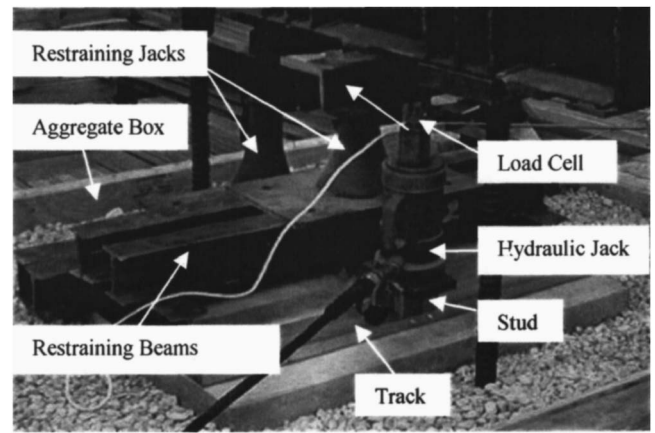 Restraining Jacks
Aggregate Box
Load Cell
Hydraulic Jack
Stud
Restraining Beams
Track